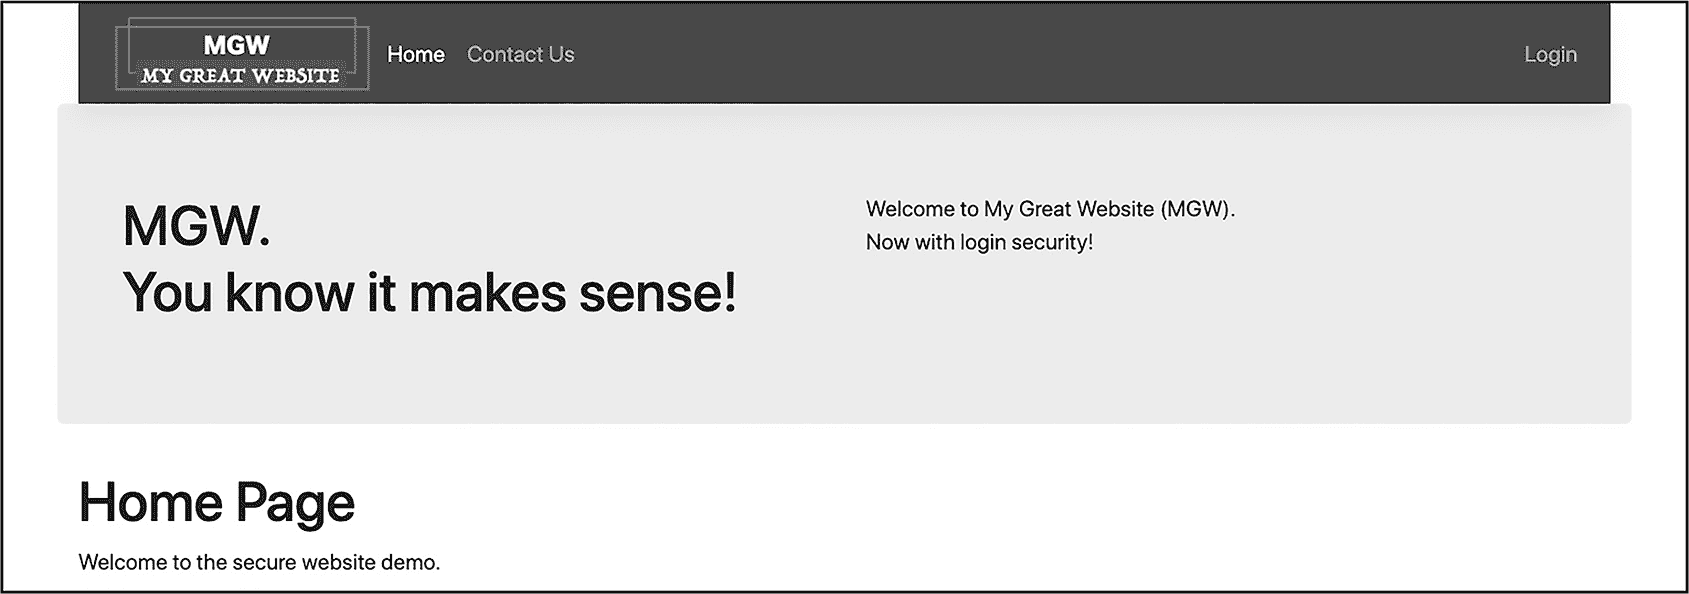 MGW
MY GREAT WEBSITE
Home Contact Us Login
MGW.
You know it makes sense!
Welcome to My Great Website (MGW).
Now with login security!
Home Page
Welcome to the secure website demo.